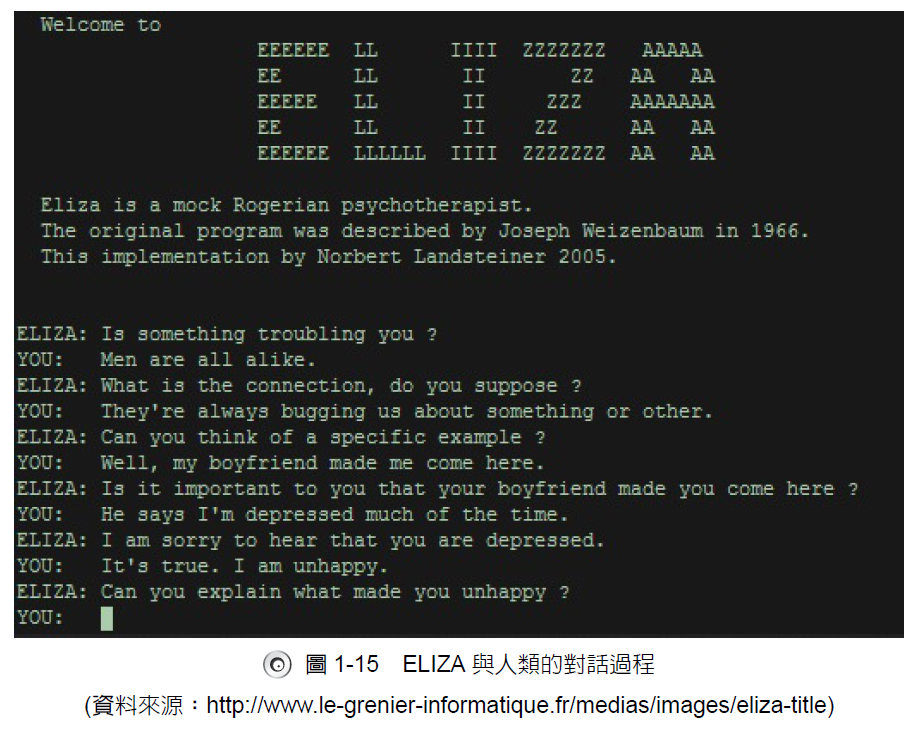 Welcome to
EEEEEE  LL      IIII  ZZZZZZZ   AAAAA
EE      LL       II       ZZ   AA   AA
EEEEE   LL       II     ZZZ    AAAAAAA
EE      LL       II    ZZ      AA   AA
EEEEEE  LLLLLL  IIII  ZZZZZZZ  AA   AA
Eliza is a mock Rogerian psychotherapist.
The original program was described by Joseph Weizenbaum in 1966.
This implementation by Norbert Landsteiner 2005.
ELIZA: Is something troubling you ?
YOU:   Men are all alike.
ELIZA: What is the connection, do you suppose ?
YOU:   They're always bugging us about something or other.
ELIZA: Can you think of a specific example ?
YOU:   Well, my boyfriend made me come here.
ELIZA: Is it important to you that your boyfriend made you come here ?
YOU:   He says I'm depressed much of the time.
ELIZA: I am sorry to hear that you are depressed.
YOU:   It's true. I am unhappy.
ELIZA: Can you explain what made you unhappy ?
YOU:
圖 1-15　ELIZA 與人類的對話過程
(資料來源：http://www.le-grenier-informatique.fr/medias/images/eliza-title)